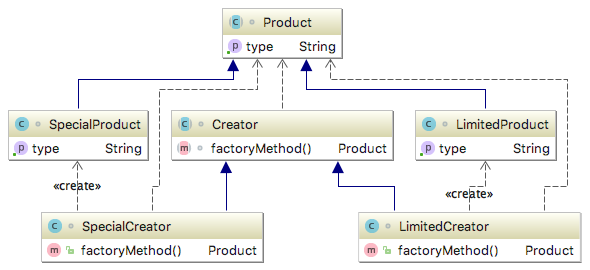 C Product
p type String
C SpecialProduct
p type String
C Creator
m factoryMethod() Product
C LimitedProduct
p type String
«create»
«create»
C SpecialCreator
m factoryMethod() Product
C LimitedCreator
m factoryMethod() Product